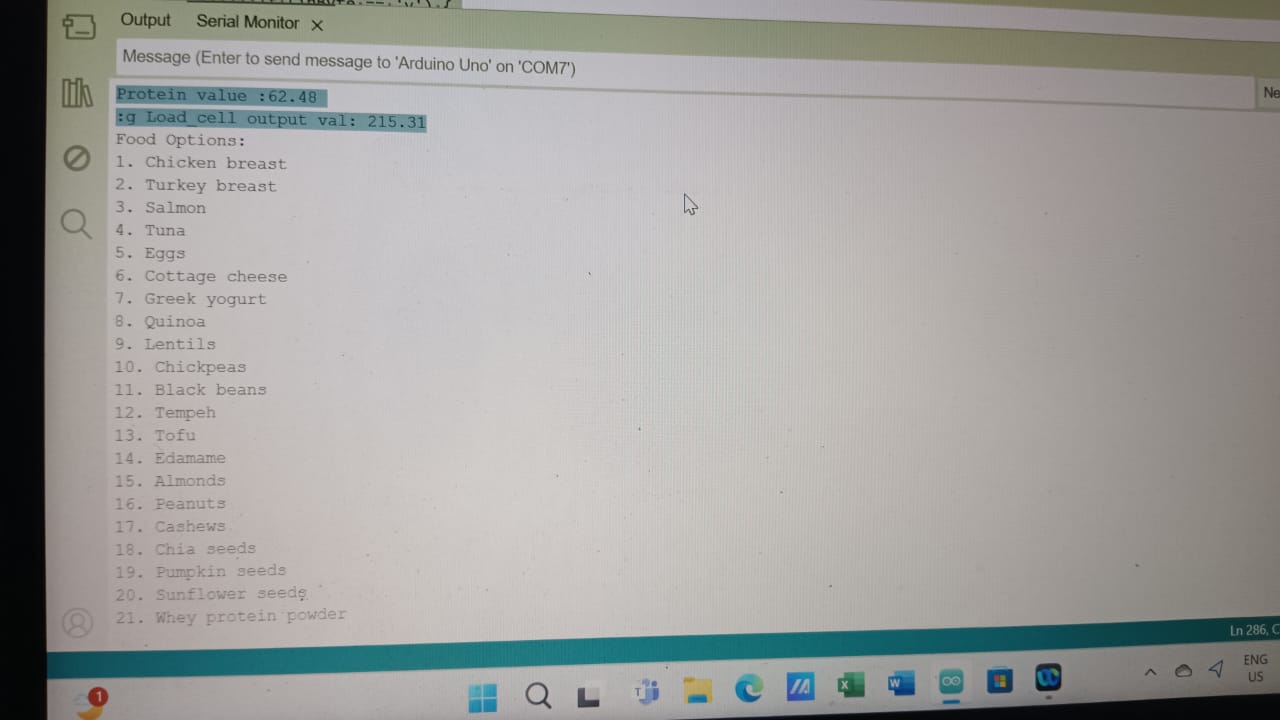 Output Serial Monitor
Message (Enter to send message to 'Arduino Uno' on 'COM7')
Ne
Protein value :62.48
:g Load_cell output val: 215.31
Food Options:
1. Chicken breast
2. Turkey breast
3. Salmon
4. Tuna
5. Eggs
6. Cottage cheese
7. Greek yogurt
8. Quinoa
9. Lentils
10. Chickpeas
11. Black beans
12. Tempeh
13. Tofu
14. Edamame
15. Almonds
16. Peanuts
17. Cashews
18. Chia seeds
19. Pumpkin seeds
20. Sunflower seeds
21. Whey protein powder
Ln 286, C
1
ENG
US